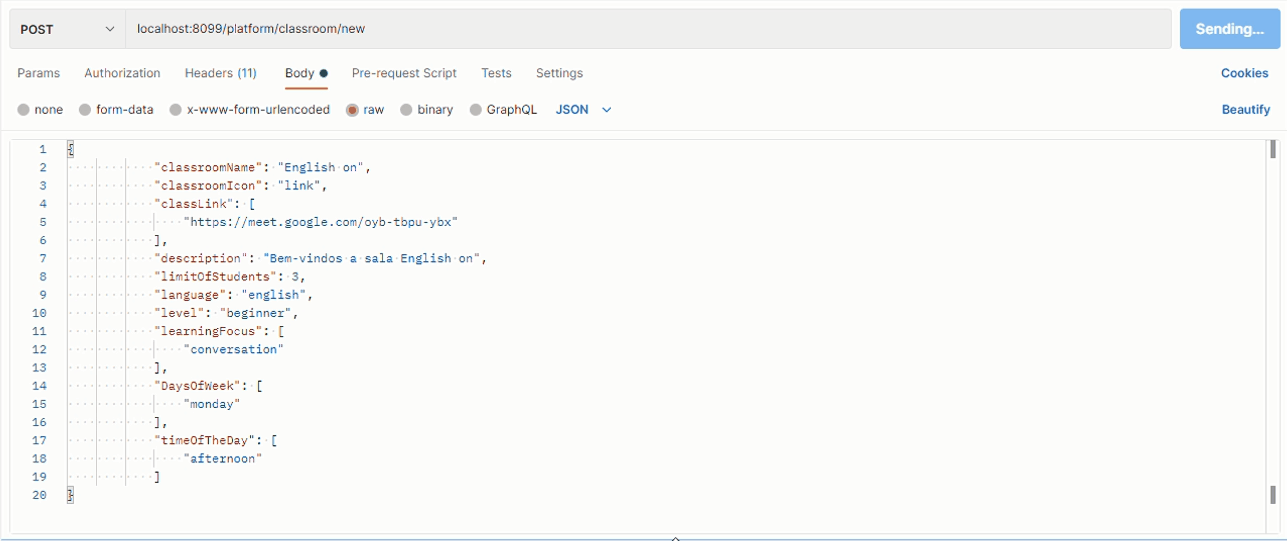 POST localhost:8099/platform/classroom/new Sending...
Params Authorization Headers (11) Body Pre-request Script Tests Settings Cookies
none form-data x-www-form-urlencoded raw binary GraphQL JSON Beautify
1 {
2 "classroomName": "English on",
3 "classroomIcon": "link",
4 "classLink": [
5 "https://meet.google.com/oyb-tbpu-ybx"
6 ],
7 "description": "Bem-vindos a sala English on",
8 "limitOfStudents": 3,
9 "language": "english",
10 "level": "beginner",
11 "learningFocus": [
12 "conversation"
13 ],
14 "DaysOfWeek": [
15 "monday"
16 ],
17 "timeOfTheDay": [
18 "afternoon"
19 ]
20 }